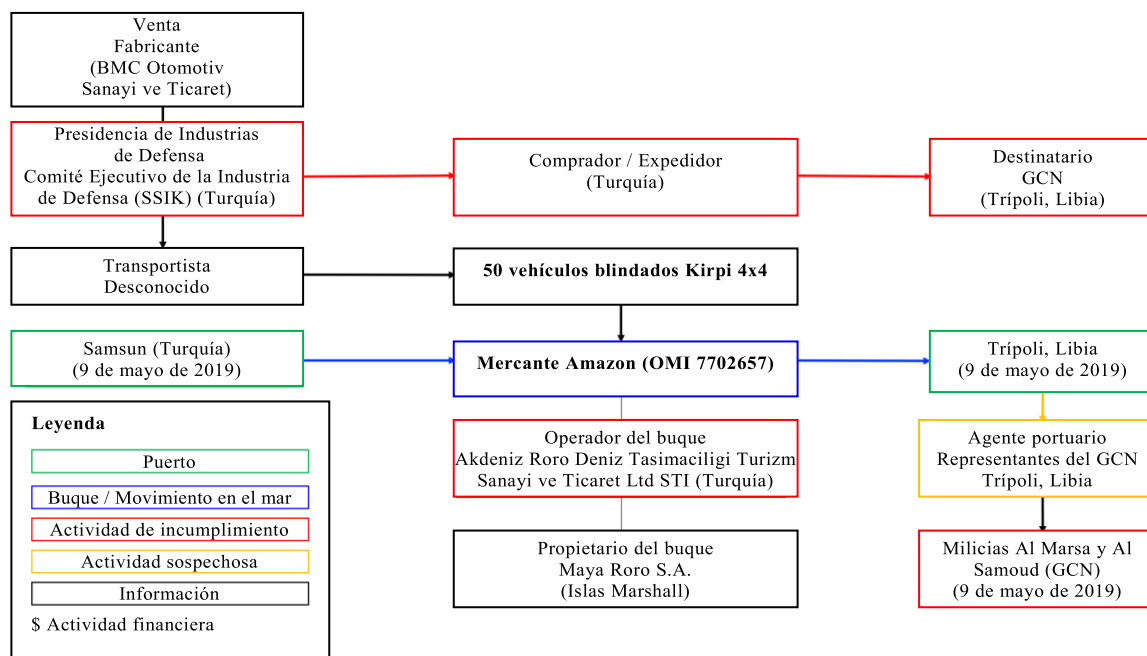 Venta
Fabricante
(BMC Otomotiv
Sanayi ve Ticaret)
Presidencia de Industrias
de Defensa
Comité Ejecutivo de la Industria
de Defensa (SSIK) (Turquía)
Comprador / Expedidor
(Turquía)
Destinatario
GCN
(Trípoli, Libia)
Transportista
Desconocido
50 vehículos blindados Kirpi 4x4
Samsun (Turquía)
(9 de mayo de 2019)
Mercante Amazon (OMI 7702657)
Trípoli, Libia
(9 de mayo de 2019)
Operador del buque
Akdeniz Roro Deniz Tasimaciligi Turizm
Sanayi ve Ticaret Ltd STI (Turquía)
Agente portuario
Representantes del GCN
Trípoli, Libia
Propietario del buque
Maya Roro S.A.
(Islas Marshall)
Milicias Al Marsa y Al
Samoud (GCN)
(9 de mayo de 2019)
Leyenda
Puerto
Buque / Movimiento en el mar
Actividad de incumplimiento
Actividad sospechosa
Información
$ Actividad financiera